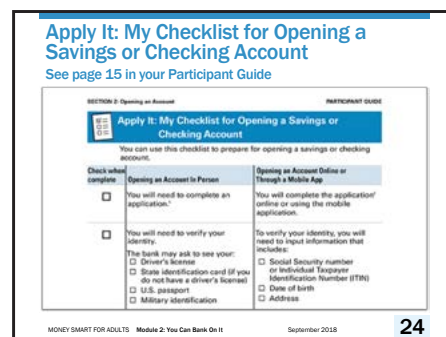 Apply It: My Checklist for Opening a
Savings or Checking Account
See page 15 in your Participant Guide
SECTION 2: Opening an Account PARTICIPANT GUIDE
Apply It: My Checklist for Opening a Savings or
Checking Account
You can use this checklist to prepare for opening a savings or checking
account.
Check when
complete
Opening an Account In Person
Opening an Account Online or
Through a Mobile App
You will need to complete an
application.*
You will complete the application*
online or using the mobile
application.
You will need to verify your
identity.
The bank may ask to see your:
Driver's license
State identification card (if you
do not have a driver's license)
U.S. passport
Military identification
To verify your identity, you will
need to input information that
includes:
Social Security number
or Individual Taxpayer
Identification Number (ITIN)
Date of birth
Address
MONEY SMART FOR ADULTS Module 2: You Can Bank On It September 2018 24